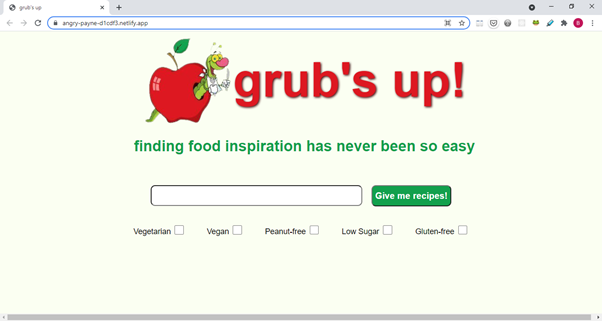 grub's up
angry-payne-d1cdf3.netlify.app
B
grub's up!
finding food inspiration has never been so easy
Give me recipes!
Vegetarian Vegan Peanut-free Low Sugar Gluten-free